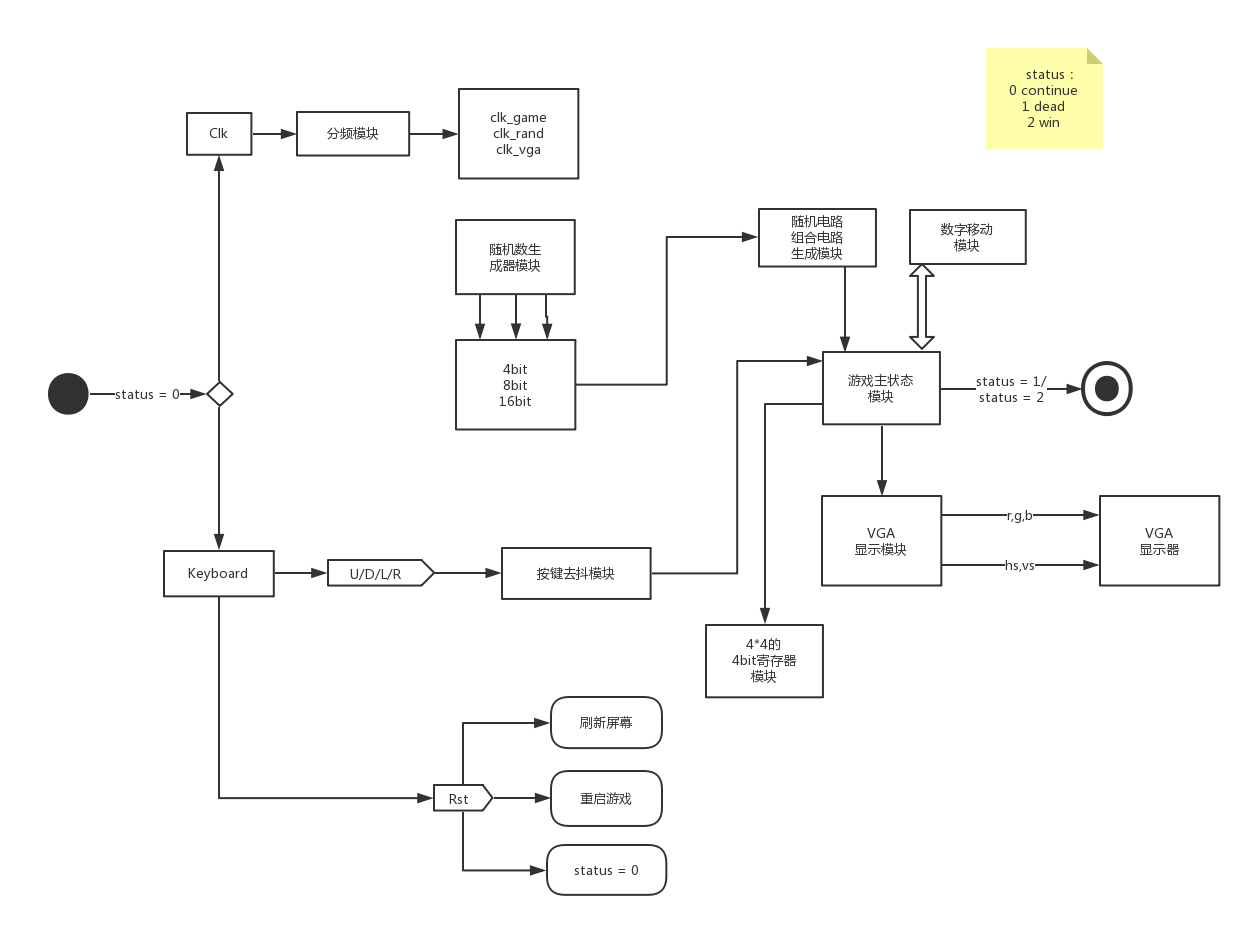 status :
0 continue
1 dead
2 win
Clk
分频模块
clk_game
clk_rand
clk_vga
随机数生
成器模块
随机电路
组合电路
生成模块
数字移动
模块
4bit
8bit
16bit
status = 0
游戏主状态
模块
status = 1/
status = 2
VGA
显示模块
r,g,b
hs,vs
VGA
显示器
Keyboard
U/D/L/R
按键去抖模块
4*4的
4bit寄存器
模块
刷新屏幕
Rst
重启游戏
status = 0